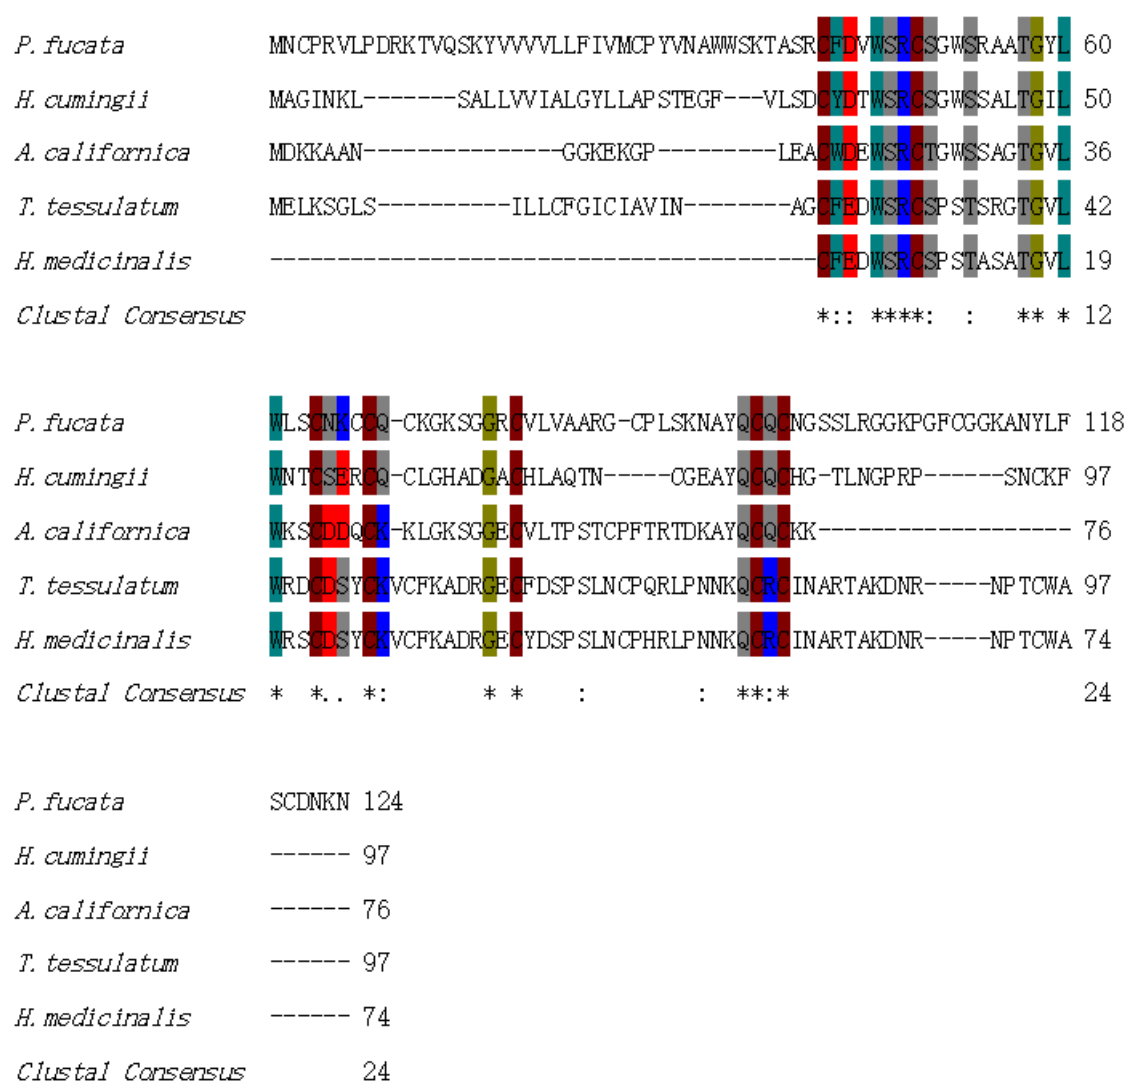 P. fucata MNCPRVLPDRKTVQSKYVVVVLLFIVMCPYVNAWWSKTASRCFDVWSRCSGWSRAATGYL 60
H. cumingii MAGINKL-------SALLVVIALGYLLAPSTEGF---VLSDCYDTWSRCSGWSSALTGIL 50
A. californica MDKKAAN---------------GGKEKGP---------LEACWDEWSRCTGWSSAGTGVL 36
T. tessulatum MELKSGLS----------ILLCFGICIAVIN--------AGCFEDWSRCSPSTSRGTGVL 42
H. medicinalis -----------------------------------------CFEDWSRCSPSTASATGVL 19
Clustal Consensus *:: ****: : ** * 12
P. fucata WLSCNKCCQ-CKGKSGGRCVLVAARG-CPLSKNAYQCQCNGSSLRGGKPGFCGGKANYLF 118
H. cumingii WNTCSERCQ-CLGHADGACHLAQTN-----CGEAYQCQCHG-TLNGPRP------SNCKF 97
A. californica WKSCDDQCK-KLGKSGGECVLTPSTCPFTRTDKAYQCQCKK------------------- 76
T. tessulatum WRDCDSYCKVCFKADRGECFDSPSLNCPQRLPNNKQCRCINARTAKDNR-----NPTCWA 97
H. medicinalis WRSCDSYCKVCFKADRGECYDSPSLNCPHRLPNNKQCRCINARTAKDNR-----NPTCWA 74
Clustal Consensus * *.. *: * * : : **:* 24
P. fucata SCDNKN 124
H. cumingii ------ 97
A. californica ------ 76
T. tessulatum ------ 97
H. medicinalis ------ 74
Clustal Consensus 24